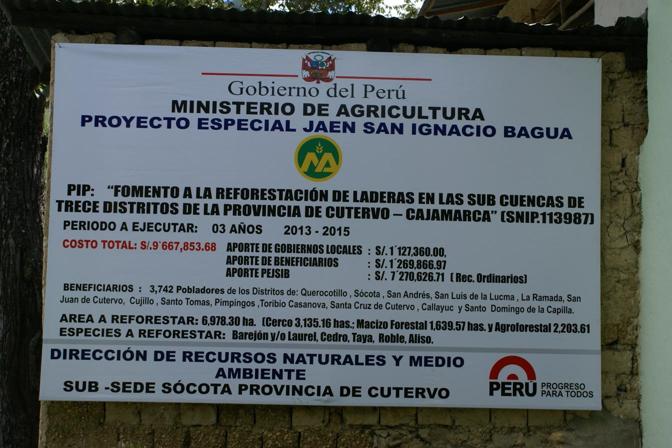 Gobierno del Perú
MINISTERIO DE AGRICULTURA
PROYECTO ESPECIAL JAEN SAN IGNACIO BAGUA
PIP: “FOMENTO A LA REFORESTACIÓN DE LADERAS EN LAS SUB CUENCAS DE
TRECE DISTRITOS DE LA PROVINCIA DE CUTERVO – CAJAMARCA” (SNIP.113987)
PERIODO A EJECUTAR: 03 AÑOS 2013 - 2015
COSTO TOTAL: S/.9´667,853.68
APORTE DE GOBIERNOS LOCALES : S/. 1´127,360.00,
APORTE DE BENEFICIARIOS : S/. 1´269,866.97
APORTE PEJSIB : S/. 7´270,626.71 ( Rec. Ordinarios)
BENEFICIARIOS : 3,742 Pobladores de los Distritos de: Querocotillo , Sócota , San Andrés, San Luis de la Lucma , La Ramada, San
Juan de Cutervo, Cujillo , Santo Tomas, Pimpingos ,Toribio Casanova, Santa Cruz de Cutervo , Callayuc y Santo Domingo de la Capilla.
AREA A REFORESTAR: 6,978.30 ha. (Cerco 3,135.16 has.; Macizo Forestal 1,639.57 has. y Agroforestal 2,203.61
ESPECIES A REFORESTAR: Barejón y/o Laurel, Cedro, Taya, Roble, Aliso.
DIRECCIÓN DE RECURSOS NATURALES Y MEDIO
AMBIENTE
SUB -SEDE SÓCOTA PROVINCIA DE CUTERVO
PERÚ PROGRESO
PARA TODOS